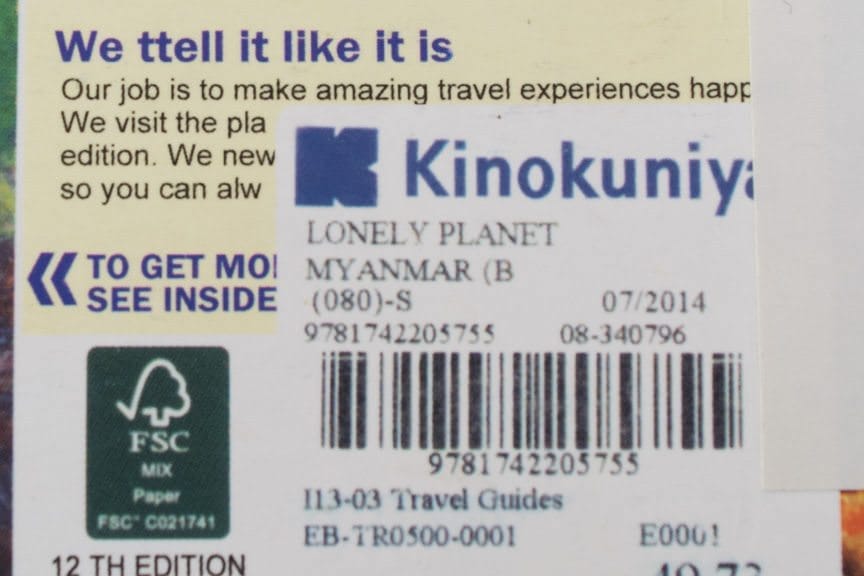 We ttell it like it is
Our job is to make amazing travel experiences happ
We visit the pla
edition. We new
so you can alw
TO GET MO
SEE INSIDE
Kinokuniya
LONELY PLANET
MYANMAR (B
(080)-S 07/2014
9781742205755 08-340796
9781742205755
I13-03 Travel Guides
EB-TR0500-0001 E0001
FSC
MIX
Paper
FSC™ C021741
12 TH EDITION